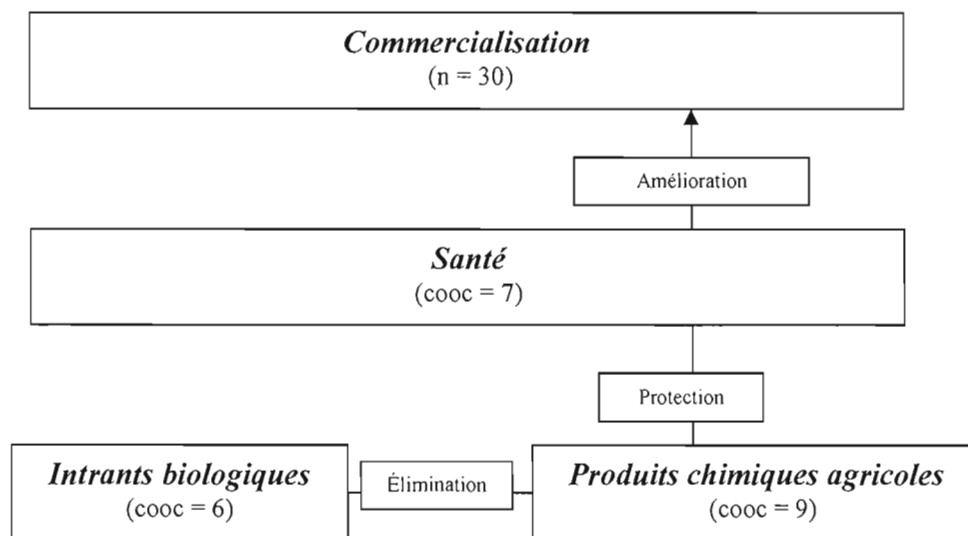 Commercialisation
(n = 30)
Amélioration
Santé
(cooc = 7)
Protection
Intrants biologiques
(cooc = 6)
Élimination
Produits chimiques agricoles
(cooc = 9)